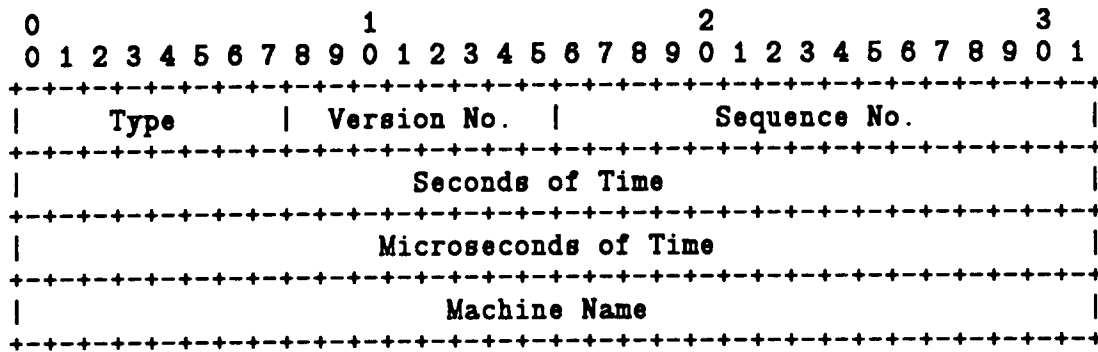 0                   1                   2                   3
0 1 2 3 4 5 6 7 8 9 0 1 2 3 4 5 6 7 8 9 0 1 2 3 4 5 6 7 8 9 0 1
+-+-+-+-+-+-+-+-+-+-+-+-+-+-+-+-+-+-+-+-+-+-+-+-+-+-+-+-+-+-+-+-+
| Type | Version No. | Sequence No. |
+-+-+-+-+-+-+-+-+-+-+-+-+-+-+-+-+-+-+-+-+-+-+-+-+-+-+-+-+-+-+-+-+
| Seconds of Time |
+-+-+-+-+-+-+-+-+-+-+-+-+-+-+-+-+-+-+-+-+-+-+-+-+-+-+-+-+-+-+-+-+
| Microseconds of Time |
+-+-+-+-+-+-+-+-+-+-+-+-+-+-+-+-+-+-+-+-+-+-+-+-+-+-+-+-+-+-+-+-+
| Machine Name |
+-+-+-+-+-+-+-+-+-+-+-+-+-+-+-+-+-+-+-+-+-+-+-+-+-+-+-+-+-+-+-+-+